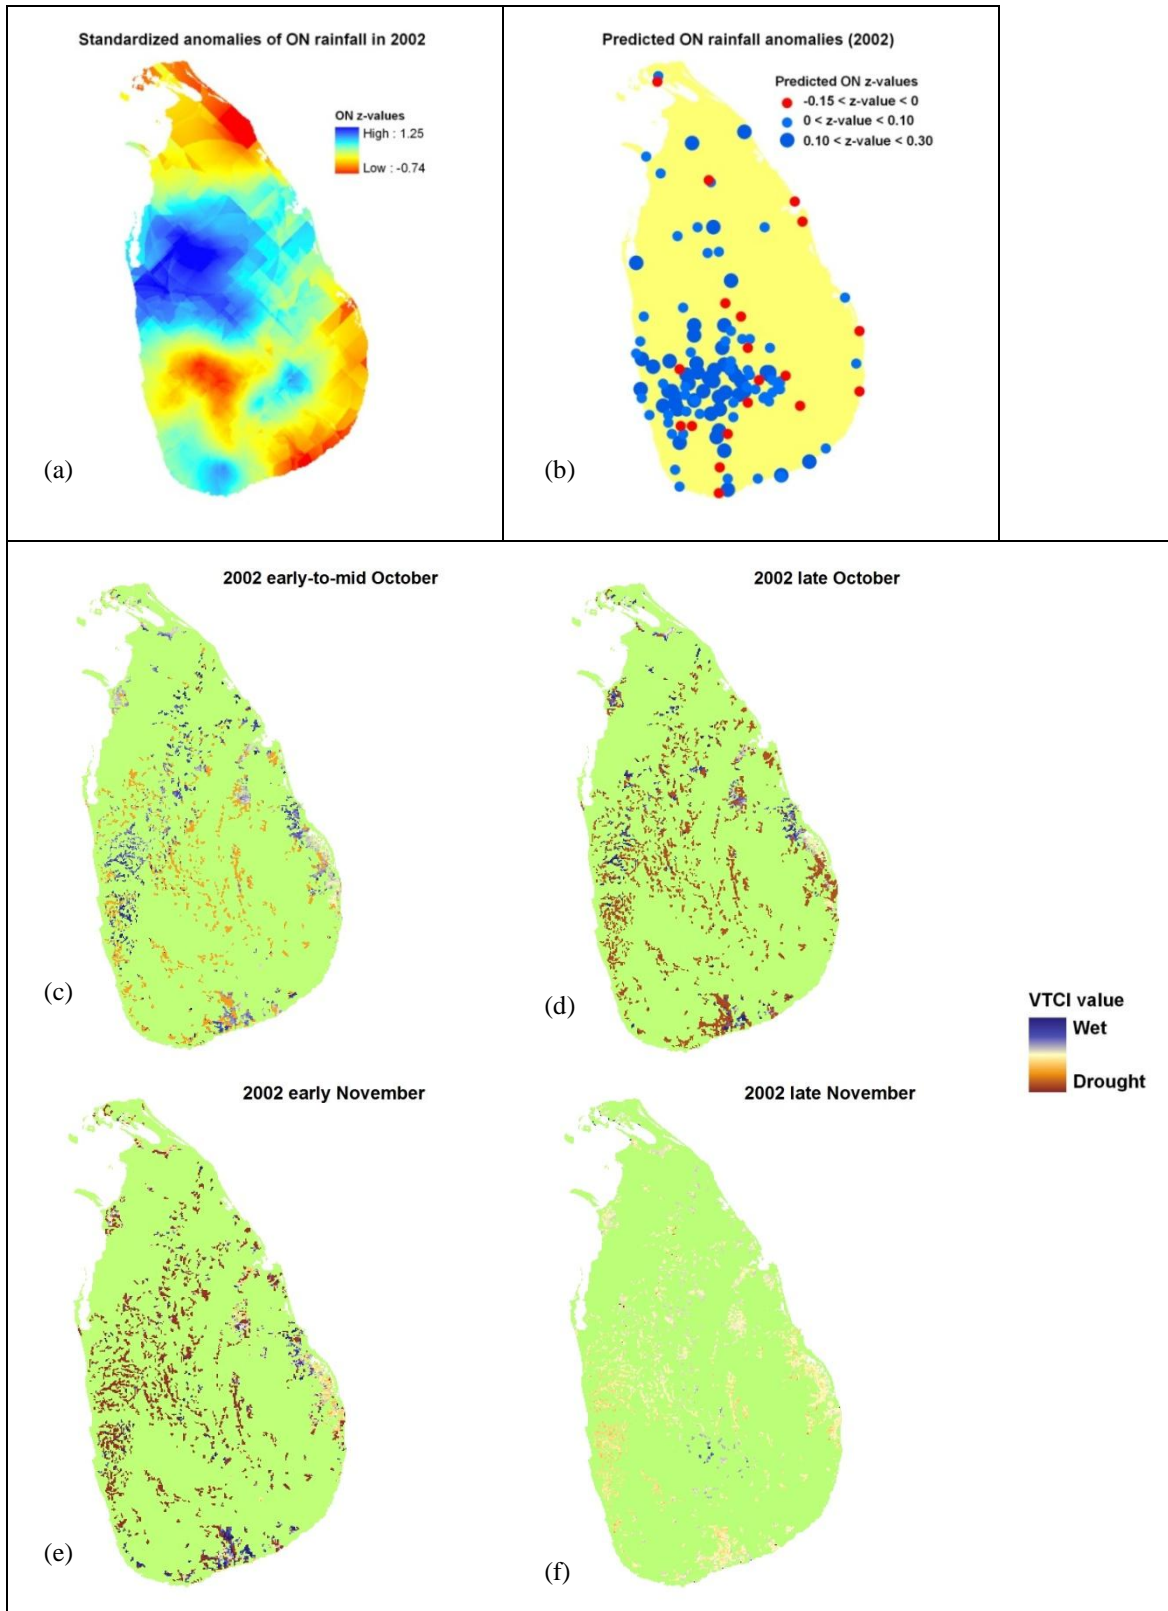 Standardized anomalies of ON rainfall in 2002
ON z-values
High : 1.25
Low : -0.74
(a)
Predicted ON rainfall anomalies (2002)
Predicted ON z-values
-0.15 < z-value < 0
0 < z-value < 0.10
0.10 < z-value < 0.30
(b)
2002 early-to-mid October
(c)
2002 late October
(d)
VTCI value
Wet
Drought
2002 early November
(e)
2002 late November
(f)